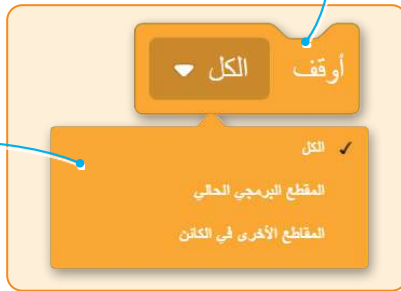 أوقف الكل
الكل
المقطع البرمجي الحالي
المقاطع الأخرى في الكائن